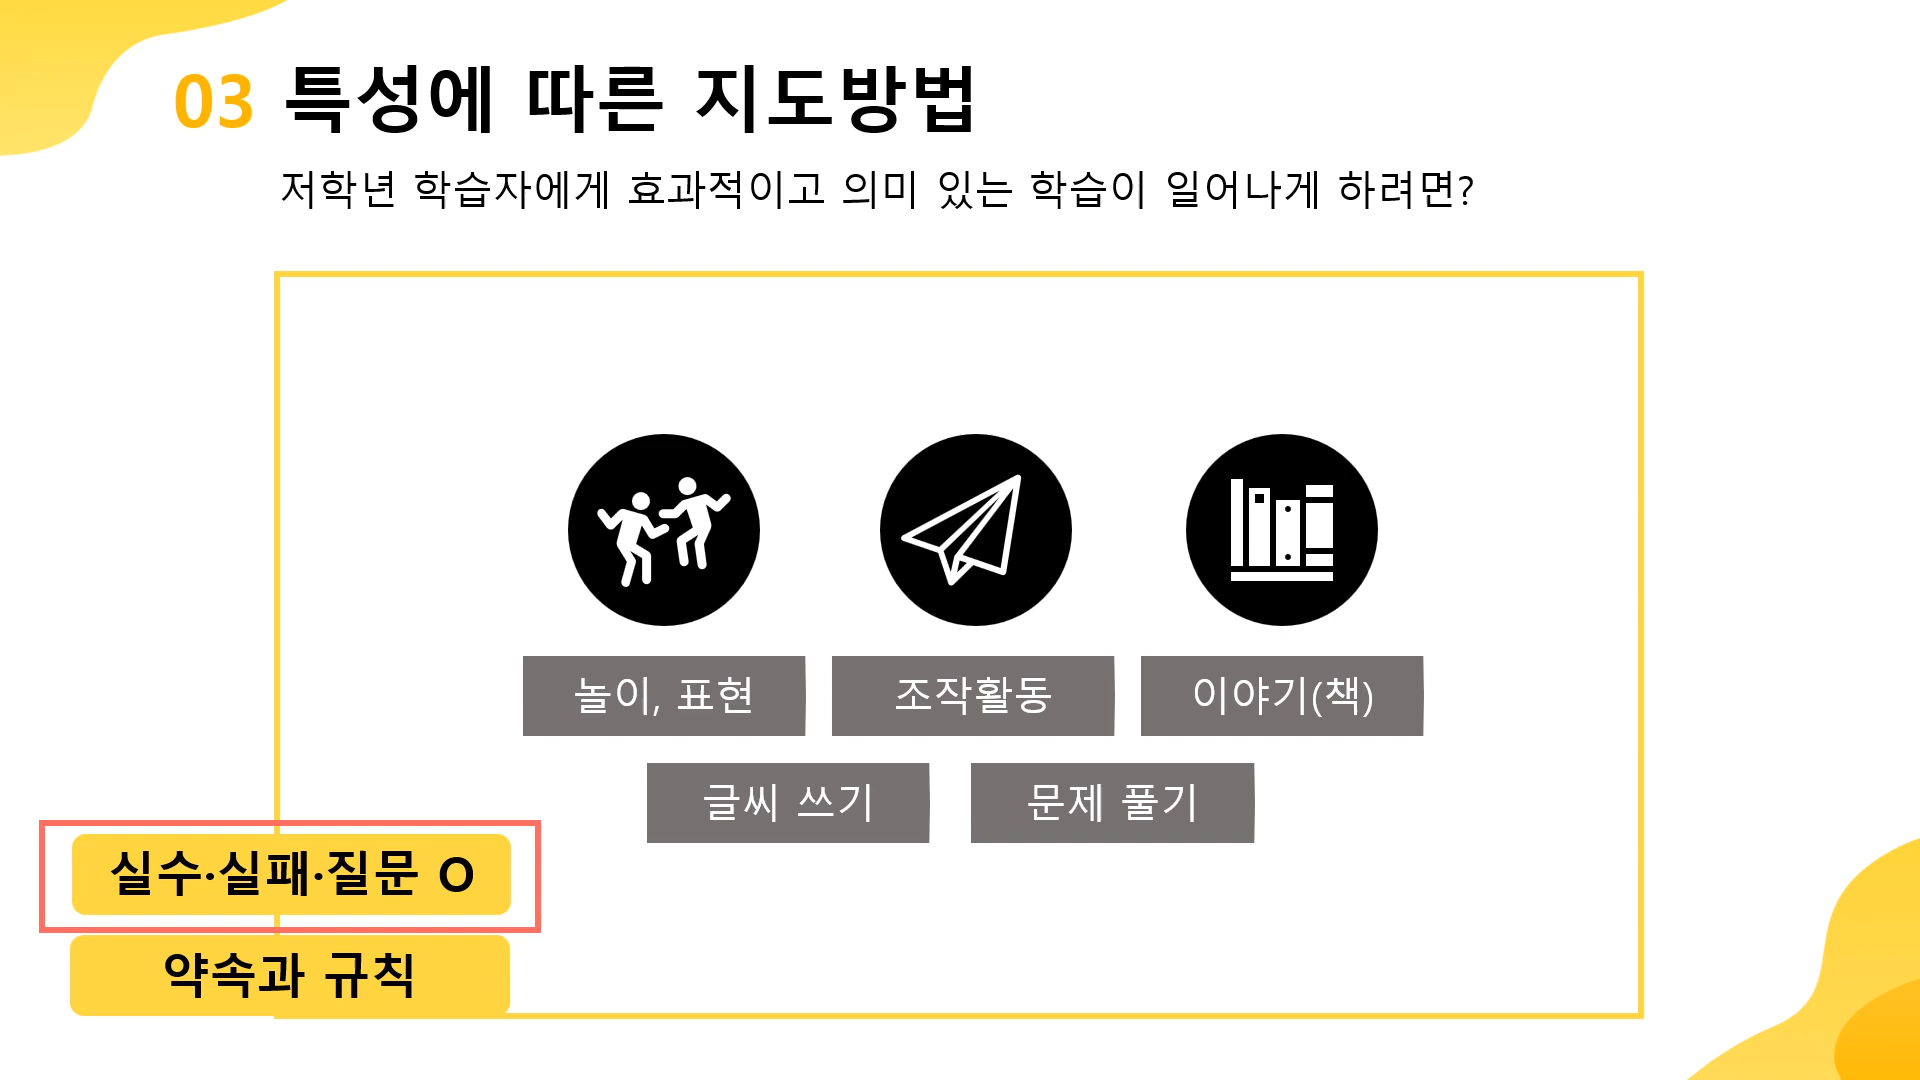 03 특성에 따른 지도방법
저학년 학습자에게 효과적이고 의미 있는 학습이 일어나게 하려면?
놀이, 표현
조작활동
이야기(책)
글씨 쓰기
문제 풀기
실수·실패·질문 O
약속과 규칙